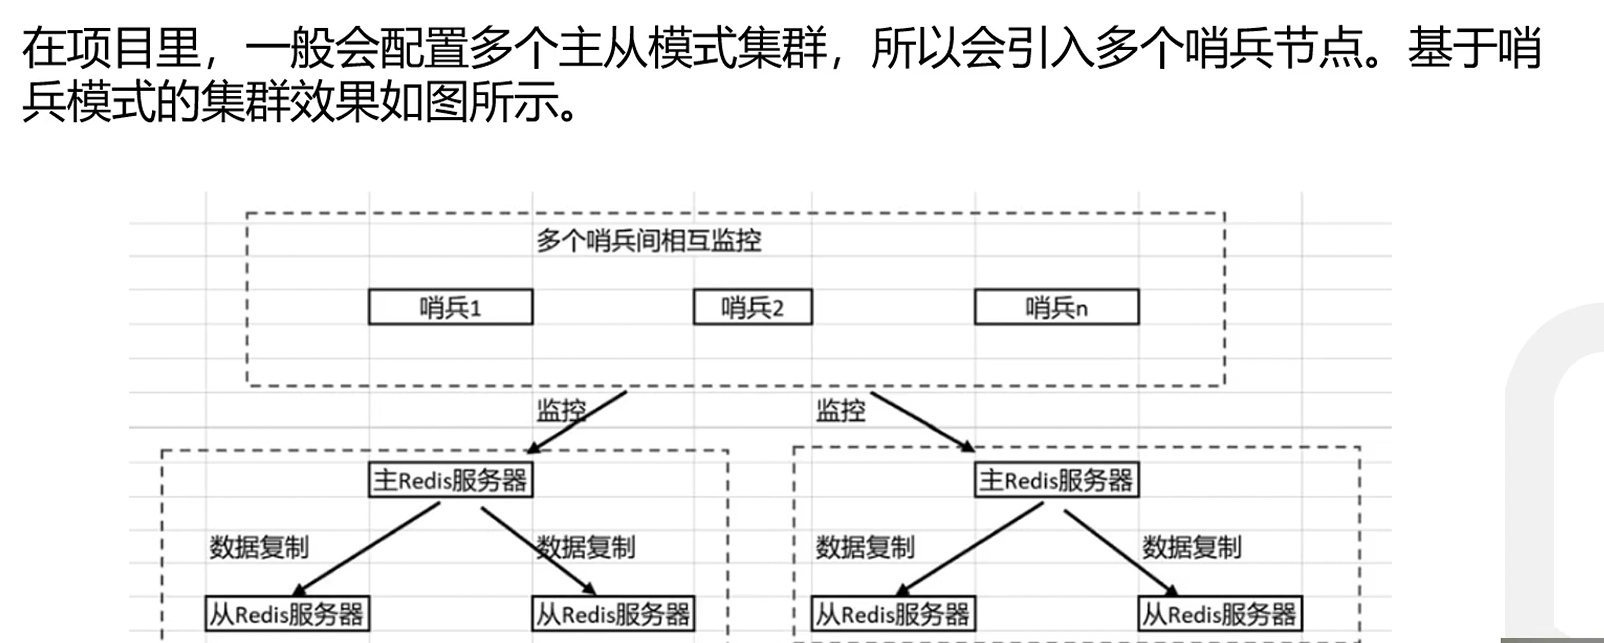 在项目里，一般会配置多个主从模式集群，所以会引入多个哨兵节点。基于哨
兵模式的集群效果如图所示。
多个哨兵间相互监控
哨兵1 哨兵2 哨兵n
监控 监控
主Redis服务器 主Redis服务器
数据复制 数据复制 数据复制 数据复制
从Redis服务器 从Redis服务器 从Redis服务器 从Redis服务器